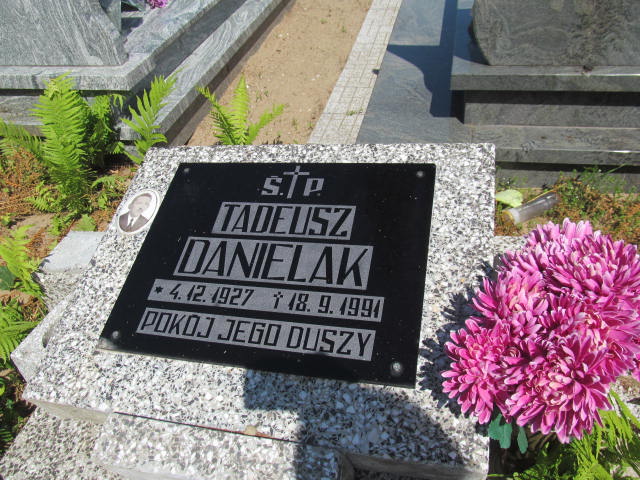 Ś†P.
TADEUSZ
DANIELAK
* 4.12.1927 † 18.9.1991
POKÓJ JEGO DUSZY